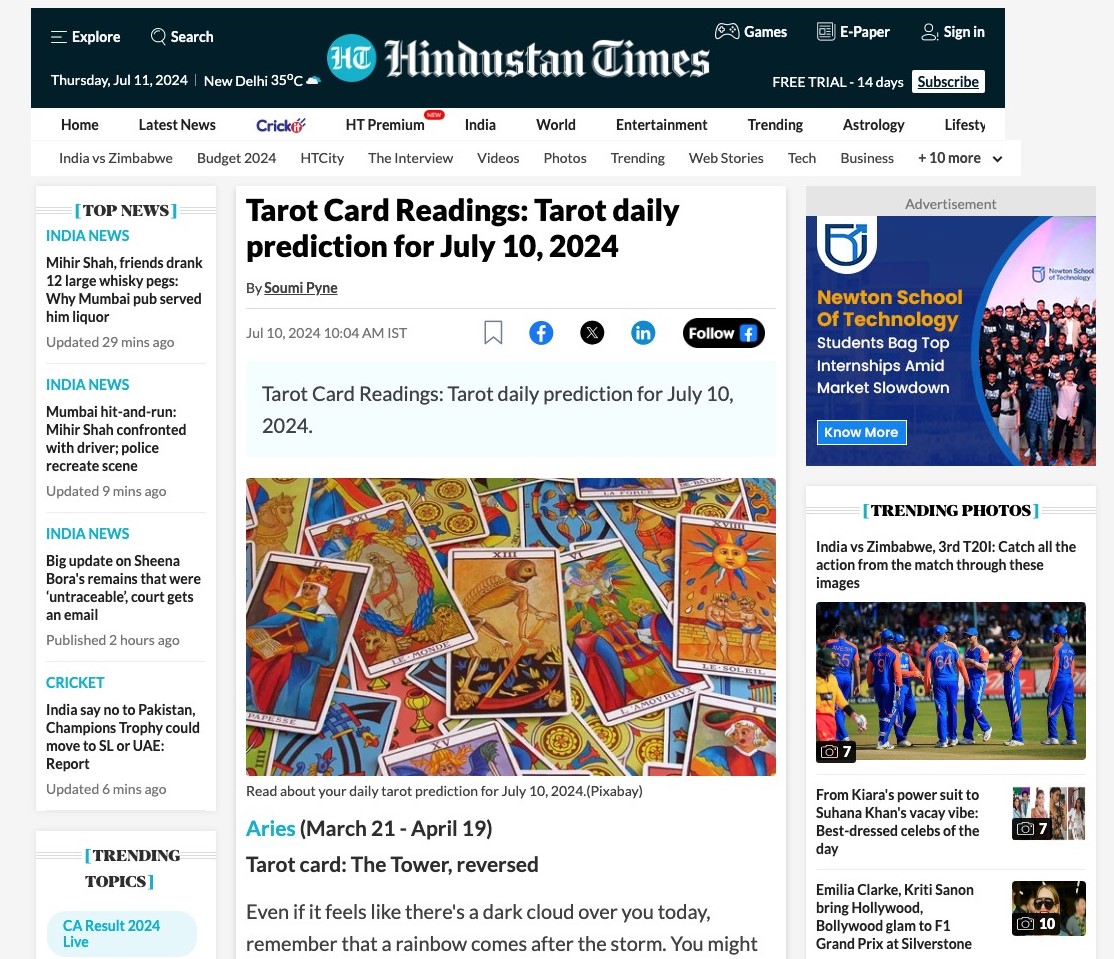 Explore
Search
HT
Hindustan Times
Games
E-Paper
Sign in
Thursday, Jul 11, 2024
New Delhi 35⁰C
FREE TRIAL - 14 days
Subscribe
Home
Latest News
Crickit
HT Premium
NEW
India
World
Entertainment
Trending
Astrology
Lifesty
India vs Zimbabwe
Budget 2024
HTCity
The Interview
Videos
Photos
Trending
Web Stories
Tech
Business
+ 10 more
[TOP NEWS]
INDIA NEWS
Mihir Shah, friends drank
12 large whisky pegs:
Why Mumbai pub served
him liquor
Updated 29 mins ago
INDIA NEWS
Mumbai hit-and-run:
Mihir Shah confronted
with driver; police
recreate scene
Updated 9 mins ago
INDIA NEWS
Big update on Sheena
Bora's remains that were
‘untraceable’, court gets
an email
Published 2 hours ago
CRICKET
India say no to Pakistan,
Champions Trophy could
move to SL or UAE:
Report
Updated 6 mins ago
[TRENDING
TOPICS]
CA Result 2024
Live
Tarot Card Readings: Tarot daily
prediction for July 10, 2024
By Soumi Pyne
Jul 10, 2024 10:04 AM IST
Follow
Tarot Card Readings: Tarot daily prediction for July 10,
2024.
LA FORCE
XVIIII
XXI
XIII
VI
LE MONDE
LE SOLEIL
L'AMOVREVX
PAPESSE
XV
I
IIII
Read about your daily tarot prediction for July 10, 2024.(Pixabay)
Aries (March 21 - April 19)
Tarot card: The Tower, reversed
Even if it feels like there's a dark cloud over you today,
remember that a rainbow comes after the storm. You might
Advertisement
Newton School
of Technology
Newton School
Of Technology
Students Bag Top
Internships Amid
Market Slowdown
Know More
[TRENDING PHOTOS]
India vs Zimbabwe, 3rd T20I: Catch all the
action from the match through these
images
AVESH
65
9
64
3
7
From Kiara's power suit to
Suhana Khan's vacay vibe:
Best-dressed celebs of the
day
7
Emilia Clarke, Kriti Sanon
bring Hollywood,
Bollywood glam to F1
Grand Prix at Silverstone
10